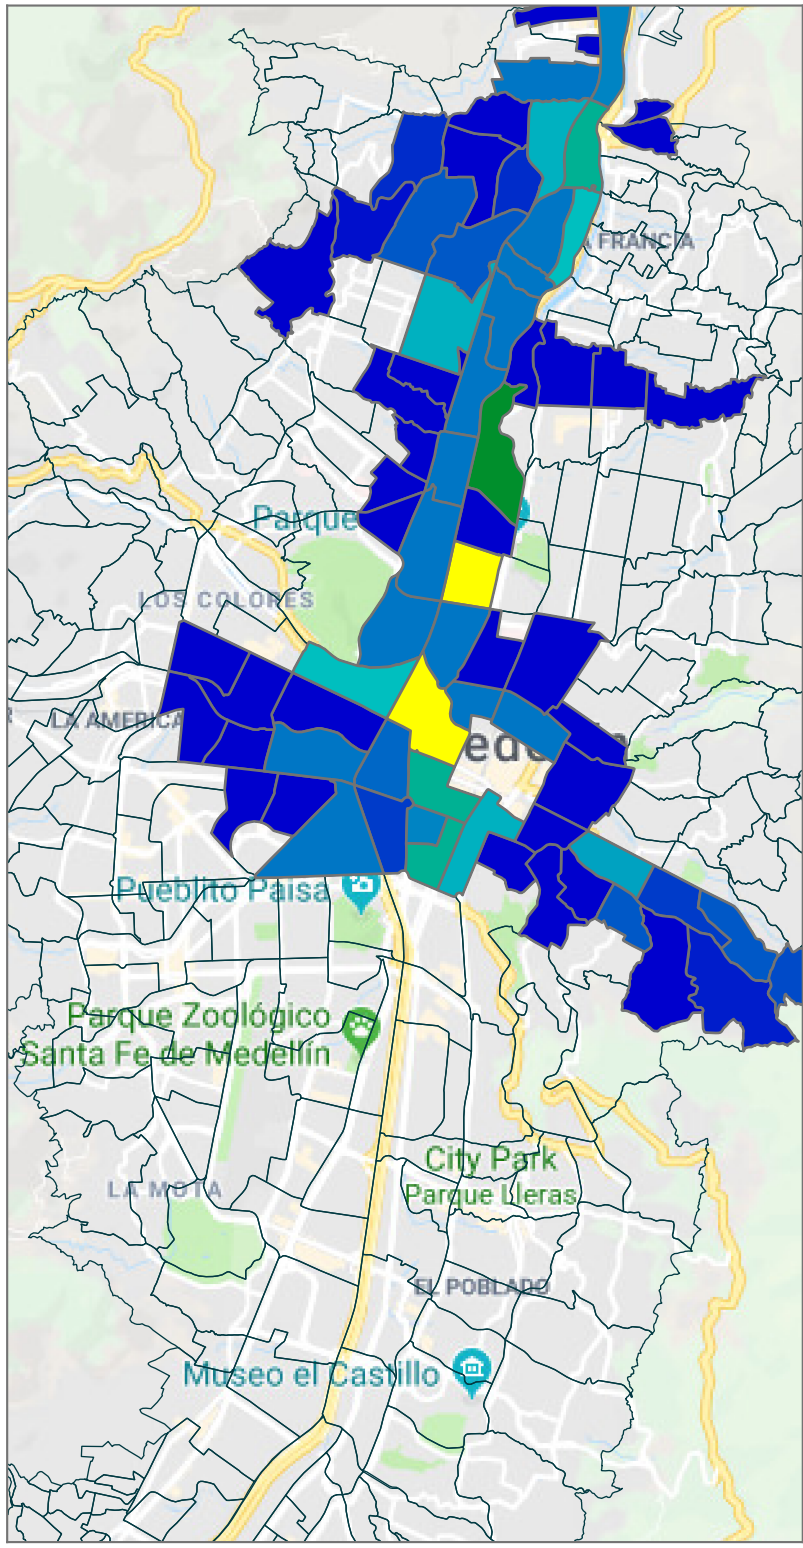 A FRANCIA
Parque
LOS COLORES
LA AMERICA
ede
Pueblito Paisa
Parque Zoológico
Santa Fe de Medellín
City Park
Parque Lleras
LA MOTA
EL POBLADO
Museo el Castillo